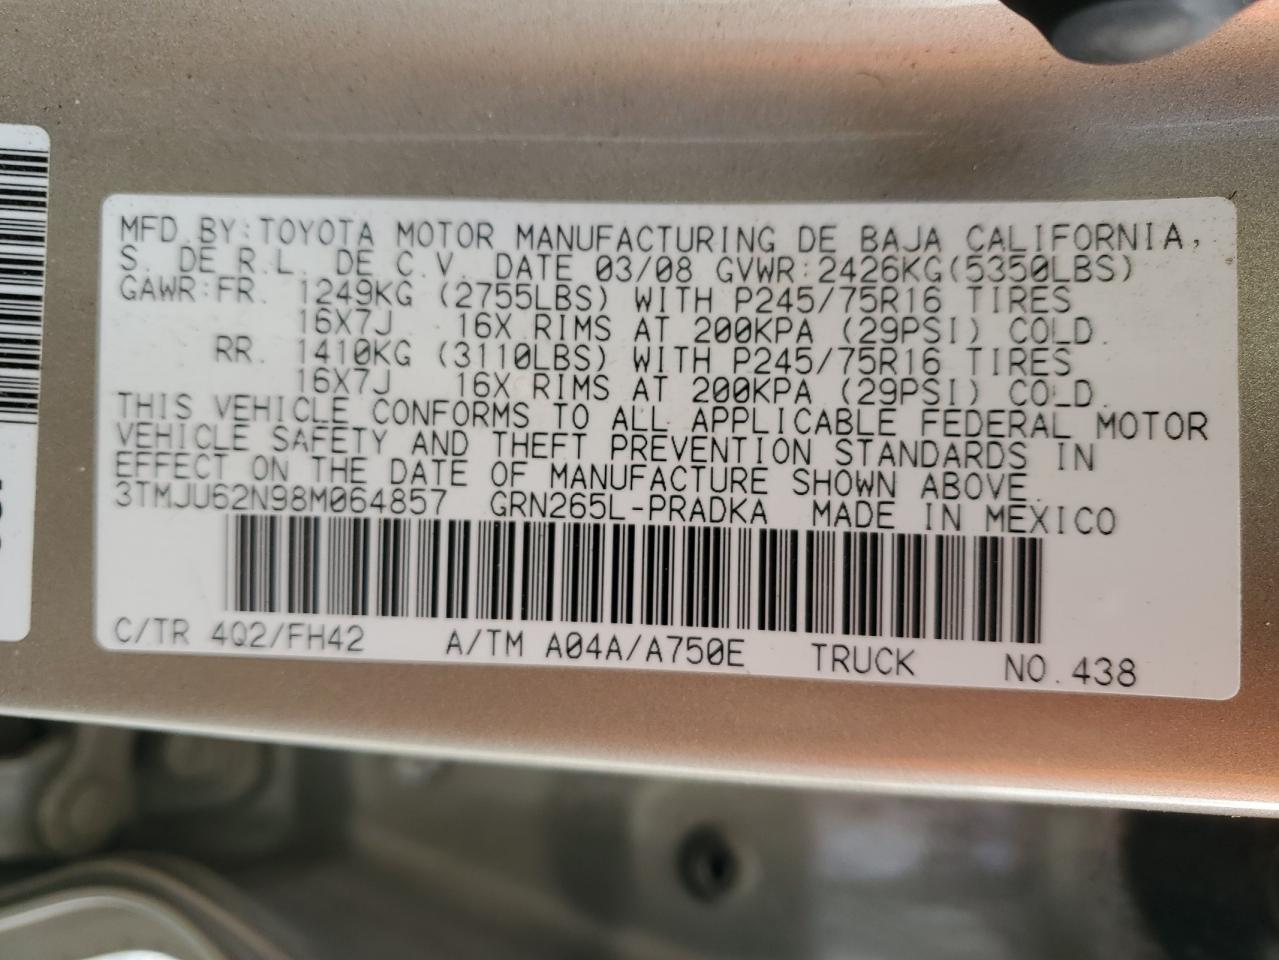 MFD. BY: TOYOTA MOTOR MANUFACTURING DE BAJA CALIFORNIA,
S. DE R.L. DE C.V. DATE 03/08 GVWR:2426KG(5350LBS)
GAWR:FR. 1249KG (2755LBS) WITH P245/75R16 TIRES
16X7J 16X RIMS AT 200KPA (29PSI) COLD.
RR. 1410KG (3110LBS) WITH P245/75R16 TIRES
16X7J 16X RIMS AT 200KPA (29PSI) COLD.
THIS VEHICLE CONFORMS TO ALL APPLICABLE FEDERAL MOTOR
VEHICLE SAFETY AND THEFT PREVENTION STANDARDS IN
EFFECT ON THE DATE OF MANUFACTURE SHOWN ABOVE.
3TMJU62N98M064857 GRN265L-PRADKA MADE IN MEXICO
C/TR 4Q2/FH42 A/TM A04A/A750E TRUCK NO.438